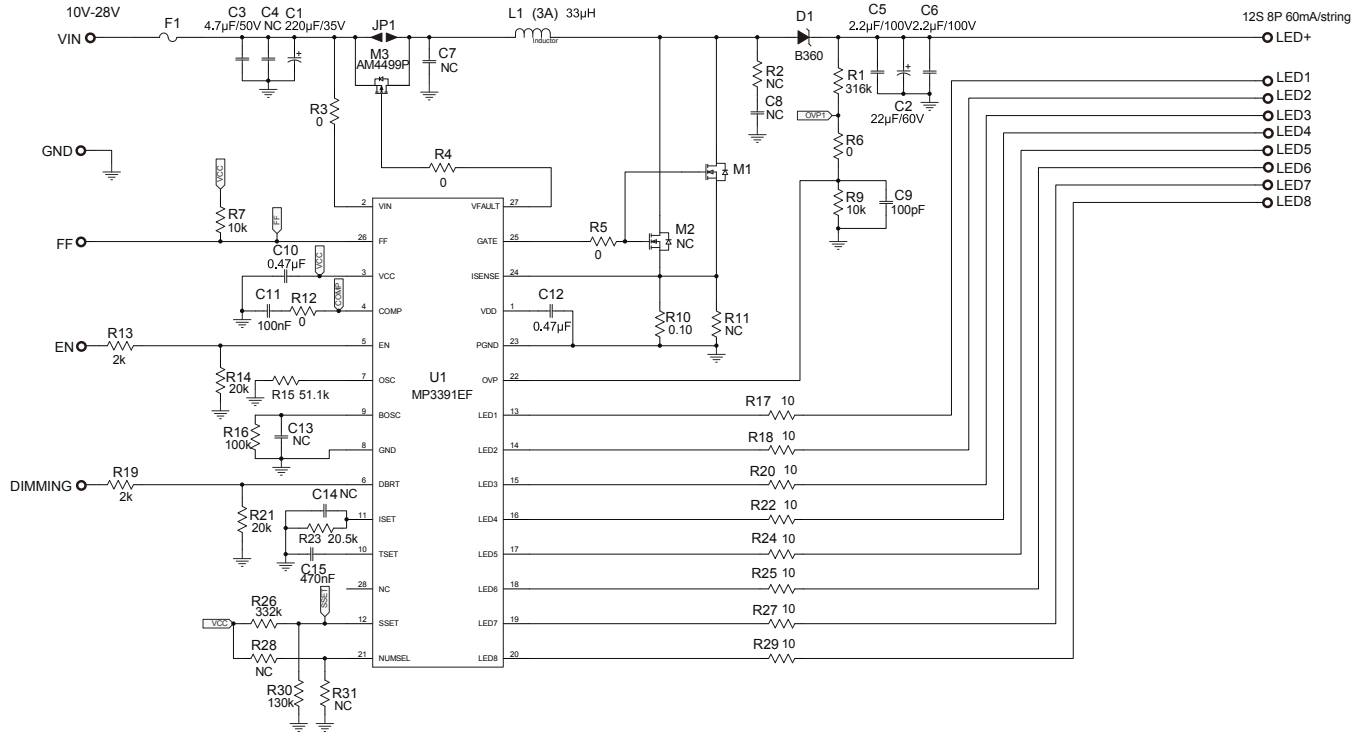 10V-28V
VIN
F1
C3
4.7µF/50V
C4
NC
C1
220µF/35V
JP1
M3
AM4499P
C7
NC
L1 (3A) 33µH
Inductor
R2
NC
C8
NC
D1
B360
R1
316k
OVP1
R6
0
R9
10k
C9
100pF
C5
2.2µF/100V
C6
2.2µF/100V
C2
22µF/60V
12S 8P 60mA/string
LED+
LED1
LED2
LED3
LED4
LED5
LED6
LED7
LED8
GND
R3
0
R4
0
VCC
R7
10k
FF
FF
C10
0.47µF
VCC
C11
100nF
R12
0
COMP
EN
R13
2k
R14
20k
R15 51.1k
R16
100k
C13
NC
DIMMING
R19
2k
R21
20k
C14 NC
R23 20.5k
C15
470nF
VCC
R26
332k
SSET
R28
NC
R30
130k
R31
NC
U1
MP3391EF
2 VIN
26 FF
3 VCC
4 COMP
5 EN
7 OSC
9 BOSC
8 GND
6 DBRT
11 ISET
10 TSET
28 NC
12 SSET
21 NUMSEL
VFAULT 27
GATE 25
ISENSE 24
VDD 1
PGND 23
OVP 22
LED1 13
LED2 14
LED3 15
LED4 16
LED5 17
LED6 18
LED7 19
LED8 20
R5
0
M1
M2
NC
C12
0.47µF
R10
0.10
R11
NC
R17 10
R18 10
R20 10
R22 10
R24 10
R25 10
R27 10
R29 10